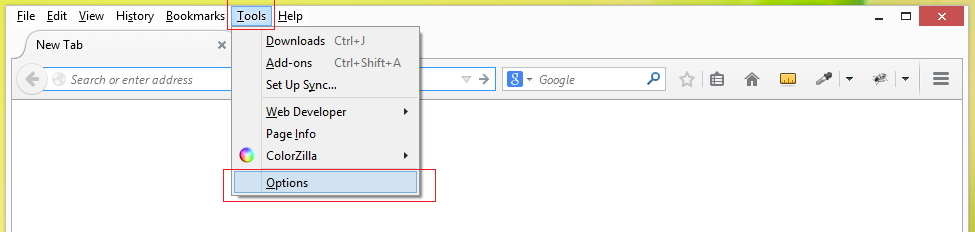 File Edit View History Bookmarks Tools Help
New Tab
Search or enter address
Google
Downloads Ctrl+J
Add-ons Ctrl+Shift+A
Set Up Sync...
Web Developer
Page Info
ColorZilla
Options